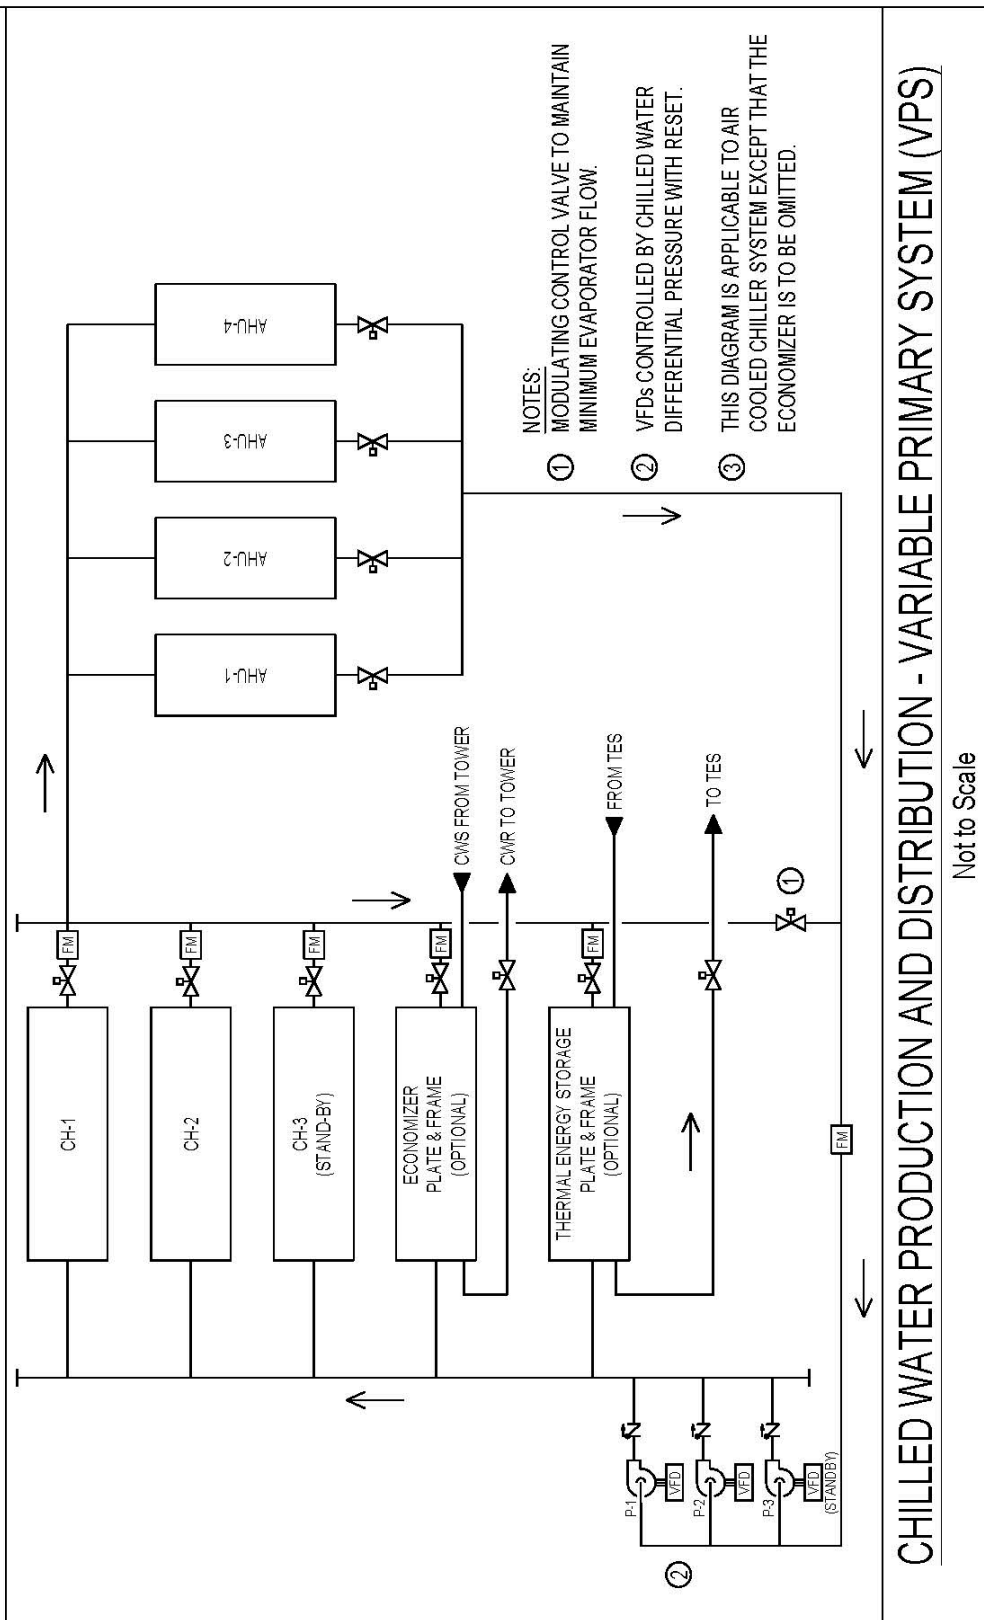 CH-1
FM
CH-2
FM
CH-3
(STAND-BY)
FM
ECONOMIZER
PLATE & FRAME
(OPTIONAL)
FM
CWS FROM TOWER
CWR TO TOWER
THERMAL ENERGY STORAGE
PLATE & FRAME
(OPTIONAL)
FM
FROM TES
TO TES
1
AHU-1
AHU-2
AHU-3
AHU-4
P-1
VFD
P-2
VFD
P-3
VFD
(STANDBY)
2
FM
NOTES:
1 MODULATING CONTROL VALVE TO MAINTAIN
MINIMUM EVAPORATOR FLOW.
2 VFDs CONTROLLED BY CHILLED WATER
DIFFERENTIAL PRESSURE WITH RESET.
3 THIS DIAGRAM IS APPLICABLE TO AIR
COOLED CHILLER SYSTEM EXCEPT THAT THE
ECONOMIZER IS TO BE OMITTED.
CHILLED WATER PRODUCTION AND DISTRIBUTION - VARIABLE PRIMARY SYSTEM (VPS)
Not to Scale